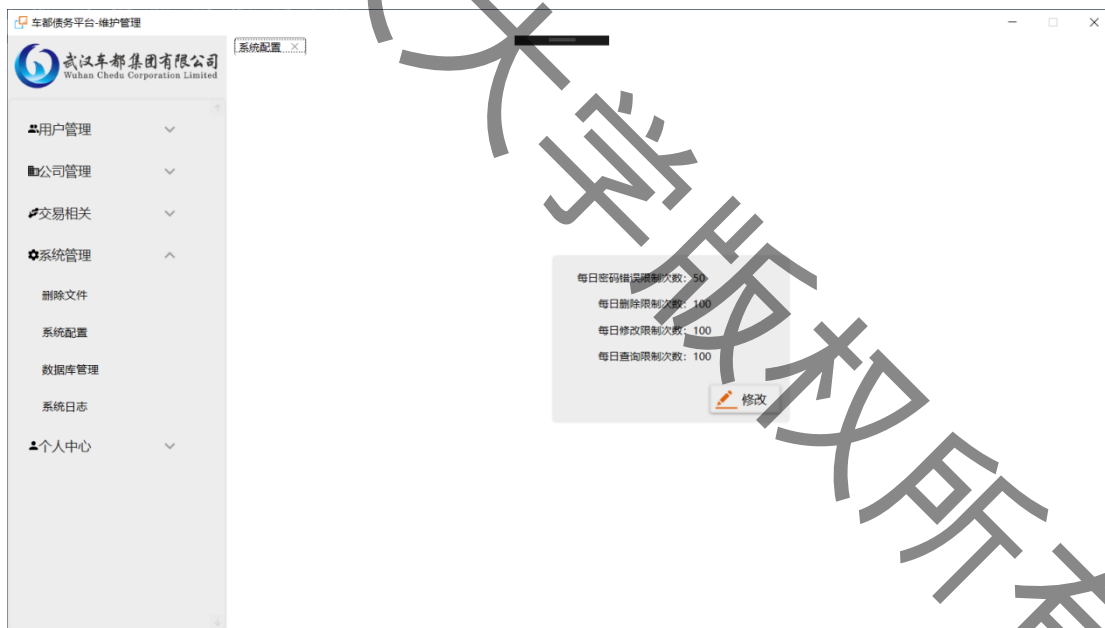 车都债务平台-维护管理
武汉车都集团有限公司
Wuhan Chedu Corporation Limited
系统配置
用户管理
公司管理
交易相关
系统管理
删除文件
系统配置
数据库管理
系统日志
个人中心
每日密码错误限制次数：50
每日删除限制次数：100
每日修改限制次数：100
每日查询限制次数：100
修改
大学版权所有